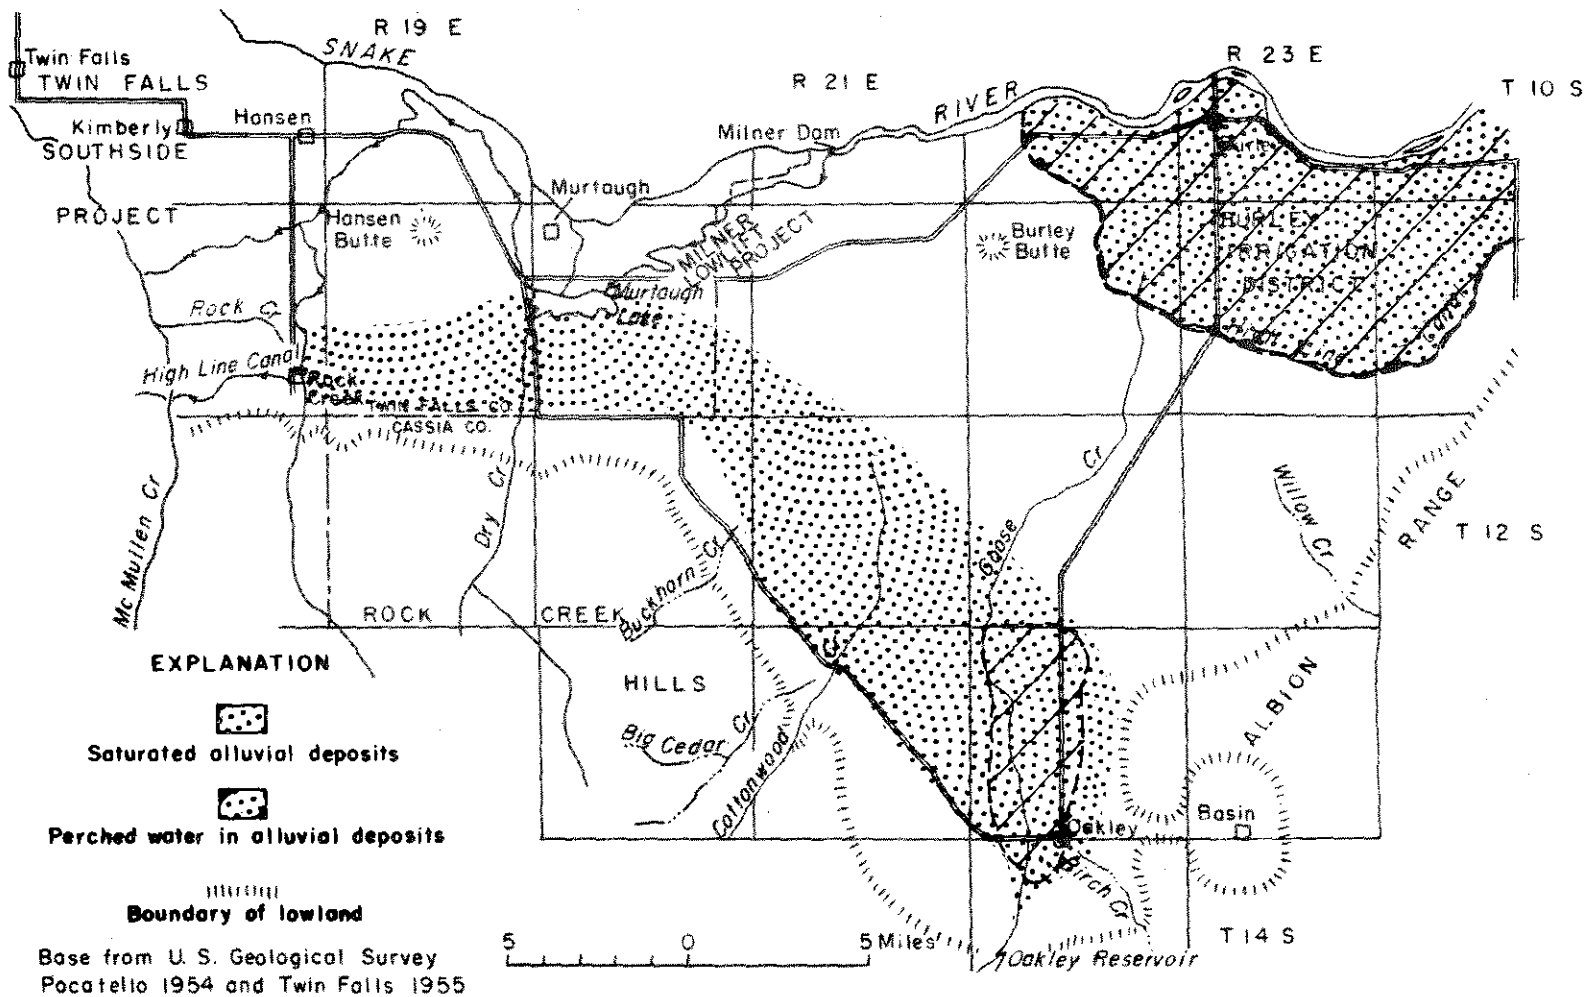 R 19 E
SNAKE
R 23 E
Twin Falls
TWIN FALLS
R 21 E
RIVER
T 10 S
Hansen
Kimberly
SOUTHSIDE
Milner Dam
Burley
Murtaugh
PROJECT
Hansen
Butte
MILNER
LOWLIFT
PROJECT
Burley
Butte
BURLEY
IRRIGATION
DISTRICT
Murtaugh
Lake
Rock Cr
High Line
Canal
High Line Canal
Rock
Creek
TWIN FALLS CO.
CASSIA CO.
Cr
Willow Cr
RANGE
T 12 S
Mc Mullen Cr
Dry Cr
Goose
Buckhorn Cr
ROCK CREEK
EXPLANATION
Cr
HILLS
ALBION
Saturated alluvial deposits
Big Cedar Cr
Cottonwood
Perched water in alluvial deposits
Oakley
Basin
Birch Cr
Boundary of lowland
T 14 S
5 0 5 Miles
Oakley Reservoir
Base from U. S. Geological Survey
Pocatello 1954 and Twin Falls 1955